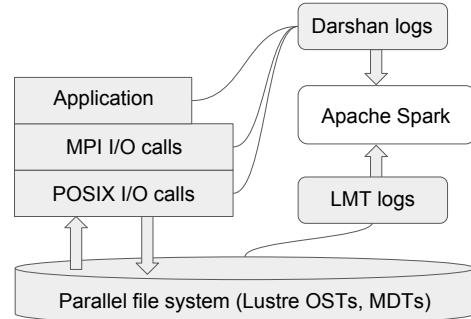 Darshan logs
Application
Apache Spark
MPI I/O calls
POSIX I/O calls
LMT logs
Parallel file system (Lustre OSTs, MDTs)